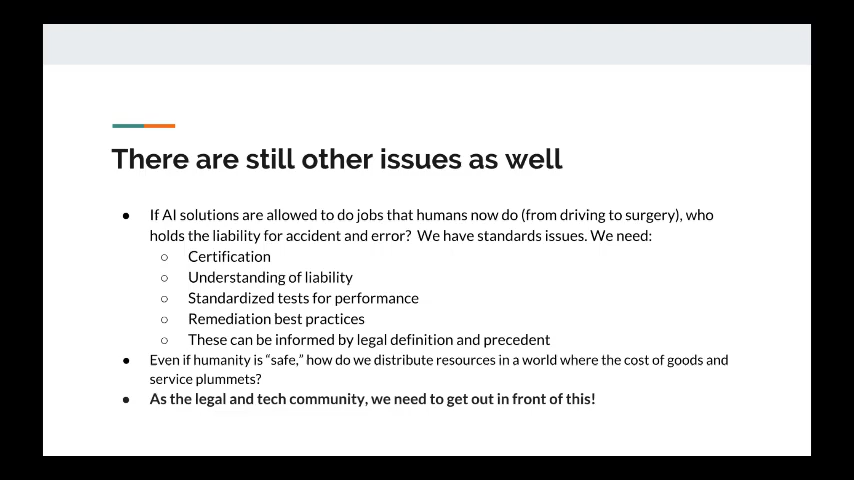 There are still other issues as well
● If AI solutions are allowed to do jobs that humans now do (from driving to surgery), who
holds the liability for accident and error? We have standards issues. We need:
○ Certification
○ Understanding of liability
○ Standardized tests for performance
○ Remediation best practices
○ These can be informed by legal definition and precedent
● Even if humanity is “safe,” how do we distribute resources in a world where the cost of goods and
service plummets?
● As the legal and tech community, we need to get out in front of this!